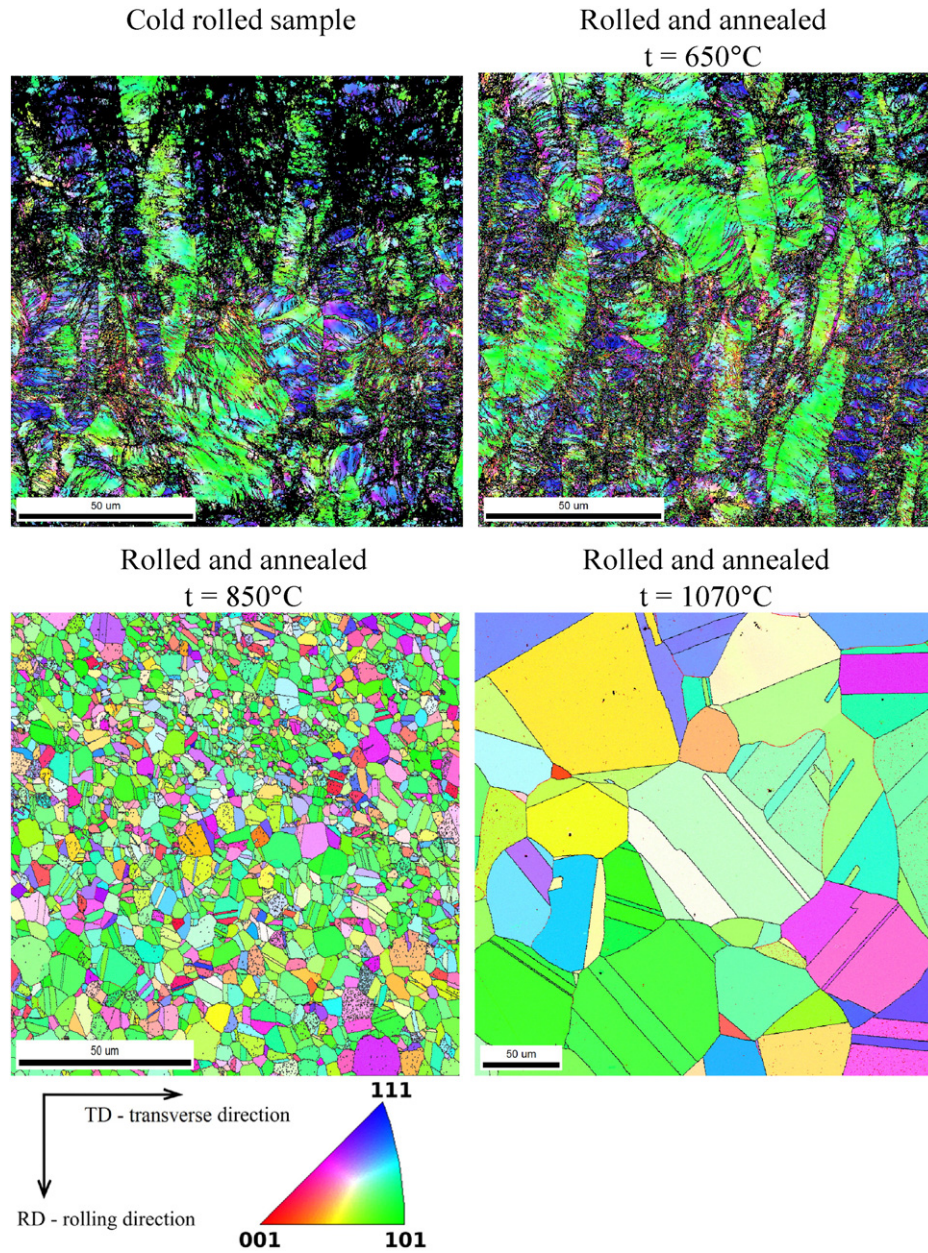 Cold rolled sample
Rolled and annealed
t = 650°C
50 um
50 um
Rolled and annealed
t = 850°C
Rolled and annealed
t = 1070°C
50 um
50 um
TD - transverse direction
RD - rolling direction
111
001
101